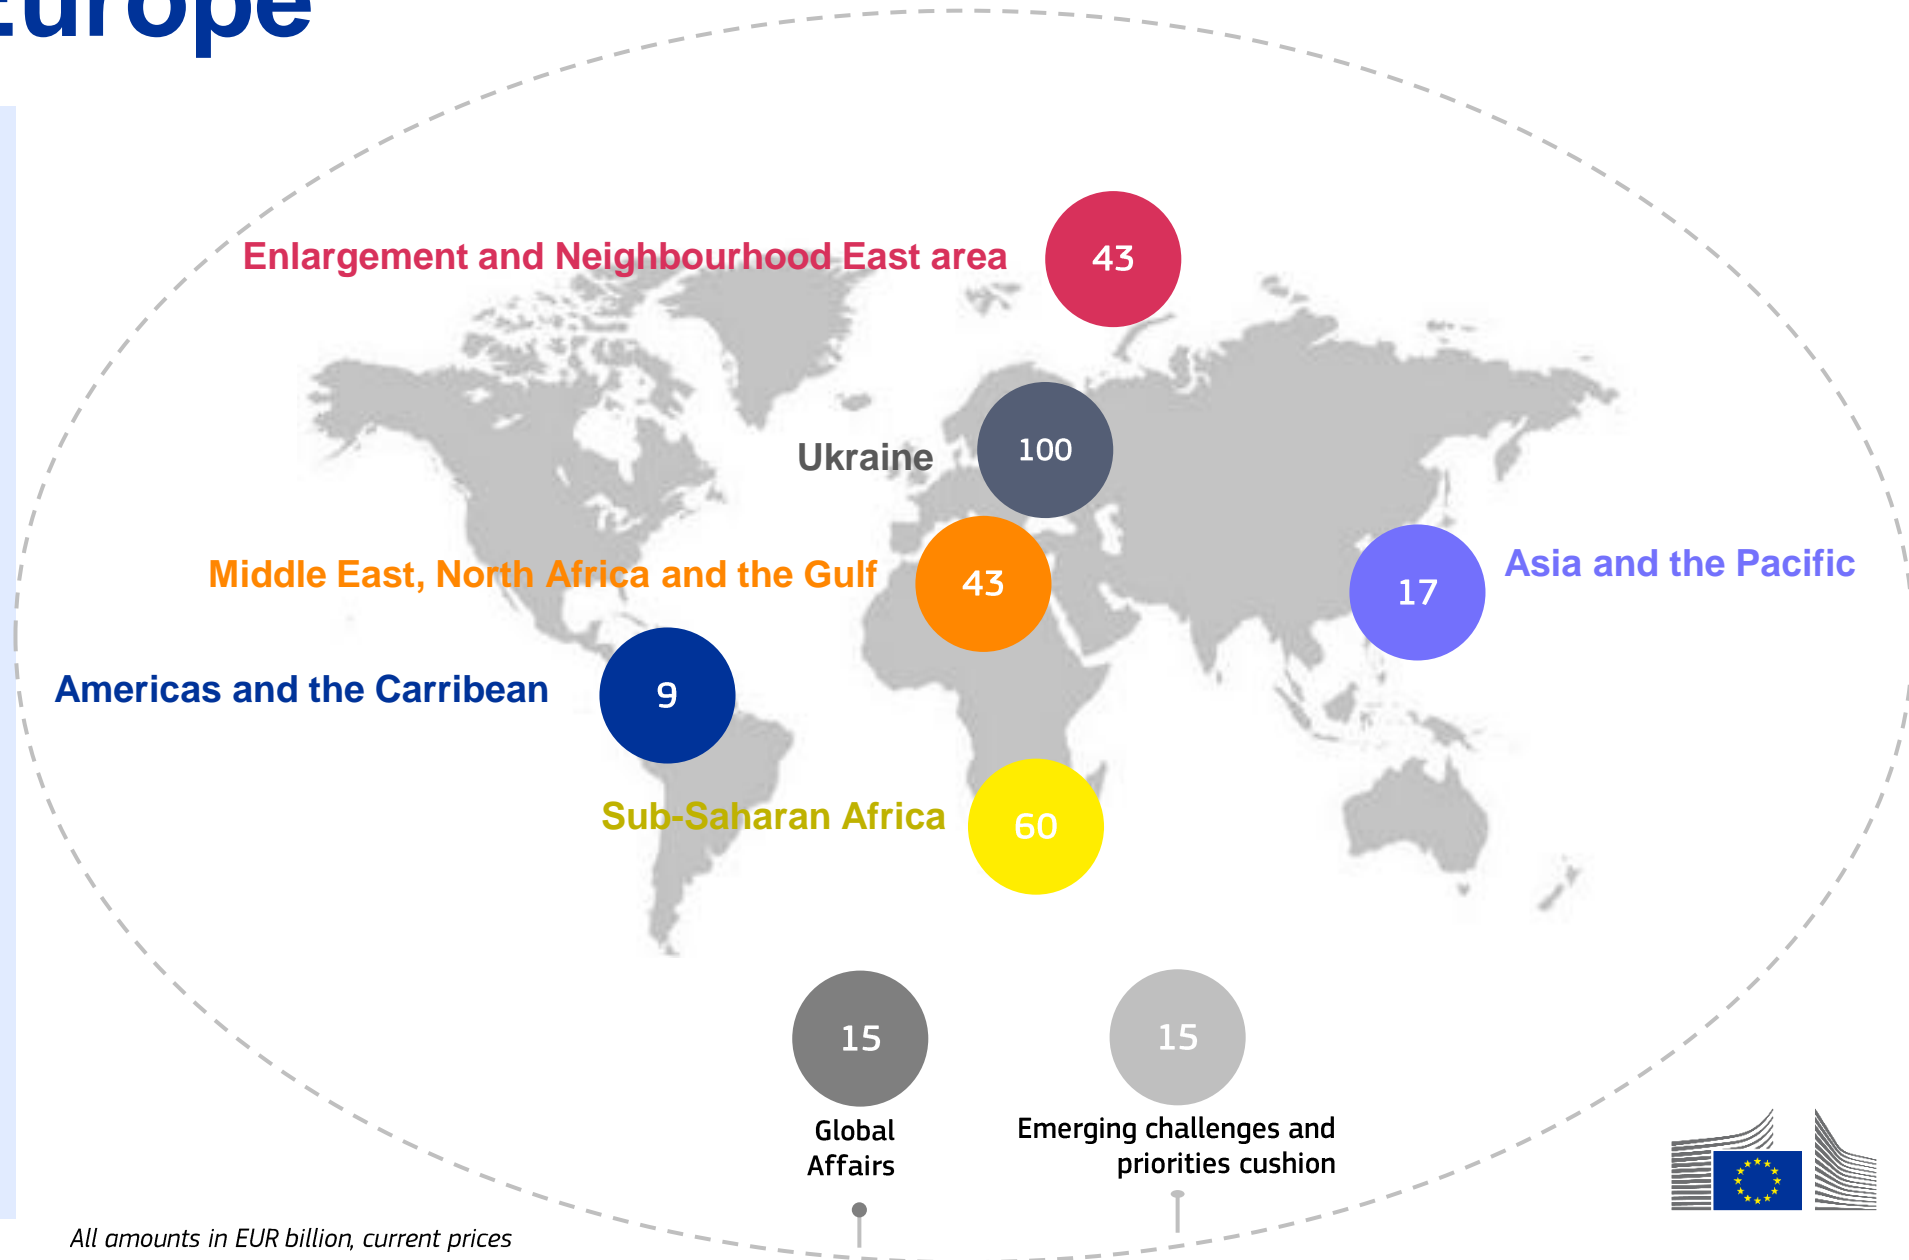 Europe
Enlargement and Neighbourhood East area
43
Ukraine
100
Middle East, North Africa and the Gulf
43
Asia and the Pacific
17
Americas and the Carribean
9
Sub-Saharan Africa
60
15
Global
Affairs
15
Emerging challenges and
priorities cushion
All amounts in EUR billion, current prices